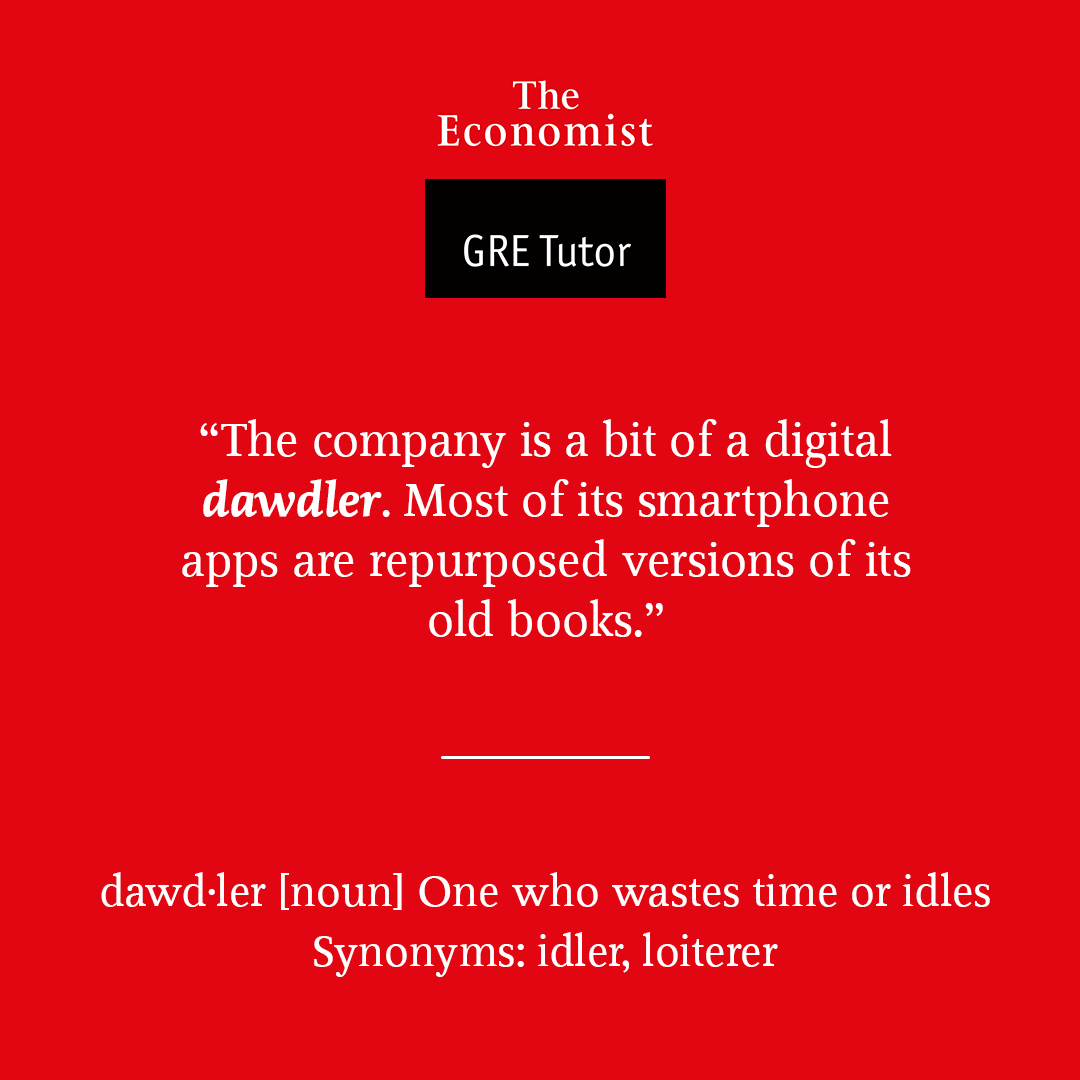 The
Economist
GRE Tutor
“The company is a bit of a digital
dawdler. Most of its smartphone
apps are repurposed versions of its
old books.”
dawd·ler [noun] One who wastes time or idles
Synonyms: idler, loiterer